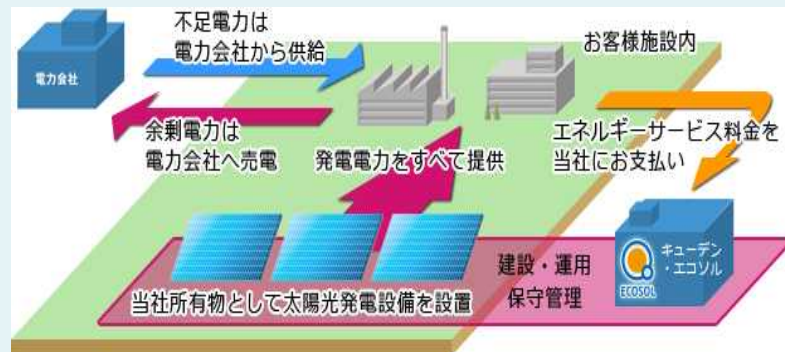 不足電力は
電力会社から供給
お客様施設内
電力会社
余剰電力は
電力会社へ売電
発電電力をすべて提供
エネルギーサービス料金を
当社にお支払い
建設・運用
保守管理
キューデン
・エコソル
ECOSOL
当社所有物として太陽光発電設備を設置